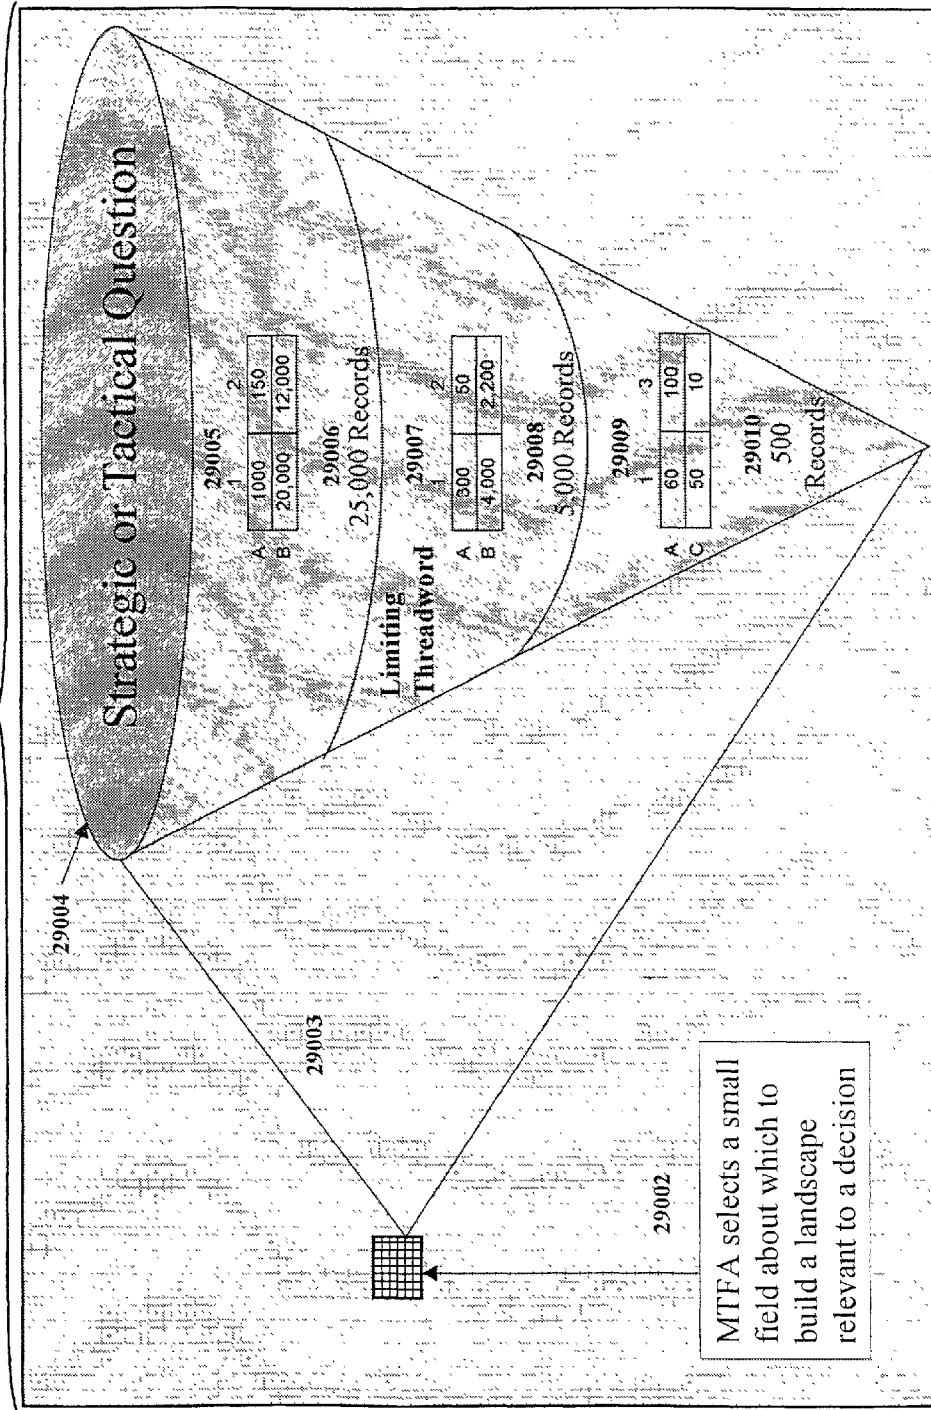 Strategic or Tactical Question
29004
29005
1 2
A 1000 150
B 20,000 12,000
29006
25,000 Records
29003
Limiting
Threadword
29007
1 2
A 300 50
B 4,000 2,200
29008
5,000 Records
29009
1 3
A 60 100
C 50 10
29010
500
Records
29002
MTFA selects a small
field about which to
build a landscape
relevant to a decision